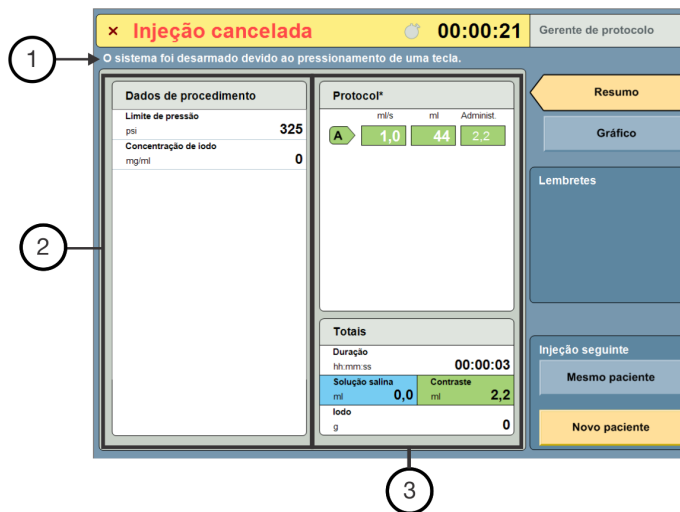 × Injeção cancelada 00:00:21 Gerente de protocolo
1 O sistema foi desarmado devido ao pressionamento de uma tecla.
2
Dados de procedimento
Limite de pressão
psi 325
Concentração de iodo
mg/ml 0
Protocol*
ml/s ml Administ.
A 1,0 44 2,2
Totais
Duração
hh:mm:ss 00:00:03
Solução salina Contraste
ml 0,0 ml 2,2
Iodo
g 0
3
Resumo
Gráfico
Lembretes
Injeção seguinte
Mesmo paciente
Novo paciente